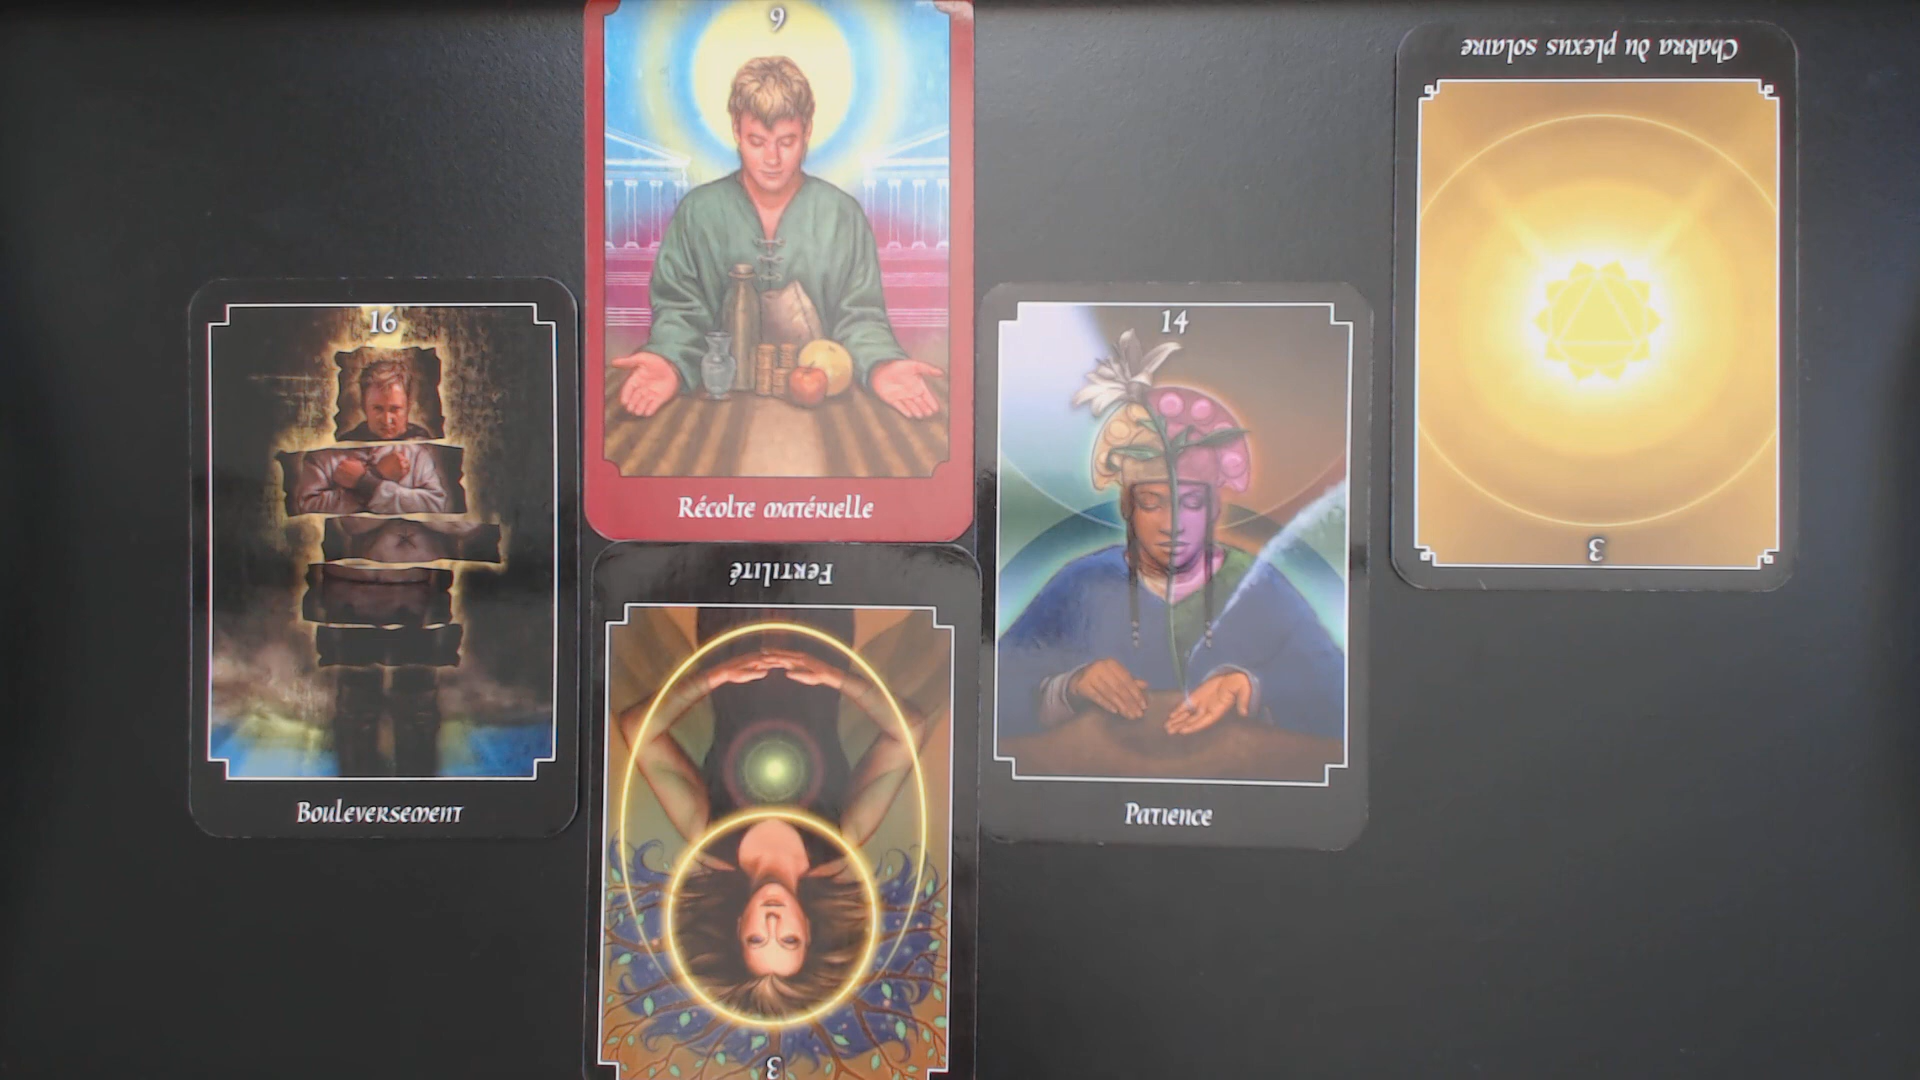 16
Bouleversement
9
Récolte matérielle
Fertilité
3
14
Patience
Chakra du plexus solaire
3